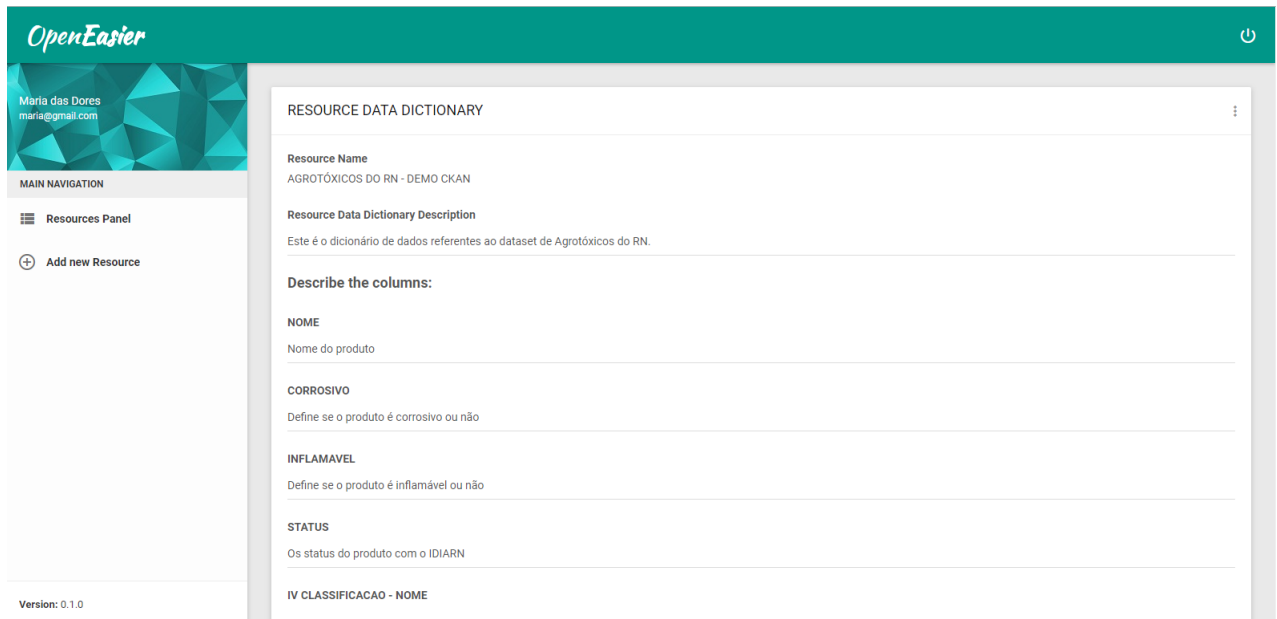 OpenEasier
Maria das Dores
maria@gmail.com
MAIN NAVIGATION
Resources Panel
Add new Resource
Version: 0.1.0
RESOURCE DATA DICTIONARY
Resource Name
AGROTÓXICOS DO RN - DEMO CKAN
Resource Data Dictionary Description
Este é o dicionário de dados referentes ao dataset de Agrotóxicos do RN.
Describe the columns:
NOME
Nome do produto
CORROSIVO
Define se o produto é corrosivo ou não
INFLAMAVEL
Define se o produto é inflamável ou não
STATUS
Os status do produto com o IDIARN
IV CLASSIFICACAO - NOME